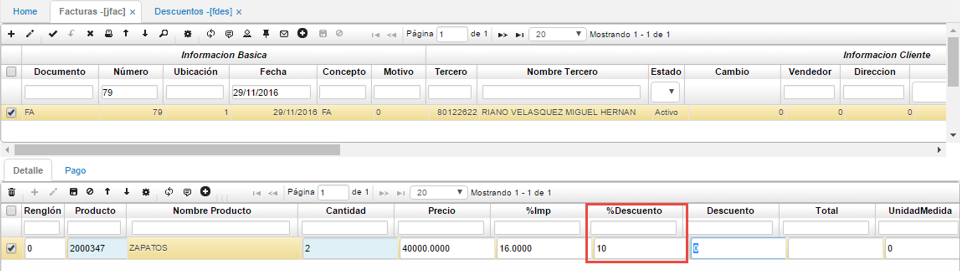 Home Facturas -[jfac] × Descuentos -[fdes] ×
Página 1 de 1 20 Mostrando 1 - 1 de 1
Informacion Basica Informacion Cliente
Documento Número Ubicación Fecha Concepto Motivo Tercero Nombre Tercero Estado Cambio Vendedor Direccion
79 29/11/2016
FA 79 1 29/11/2016 FA 0 80122622 RIANO VELASQUEZ MIGUEL HERNAN Activo 0 0 0
Detalle Pago
Página 1 de 1 20 Mostrando 1 - 1 de 1
Renglón Producto Nombre Producto Cantidad Precio %Imp %Descuento Descuento Total UnidadMedida
0 2000347 ZAPATOS 2 40000.0000 16.0000 10 0 0